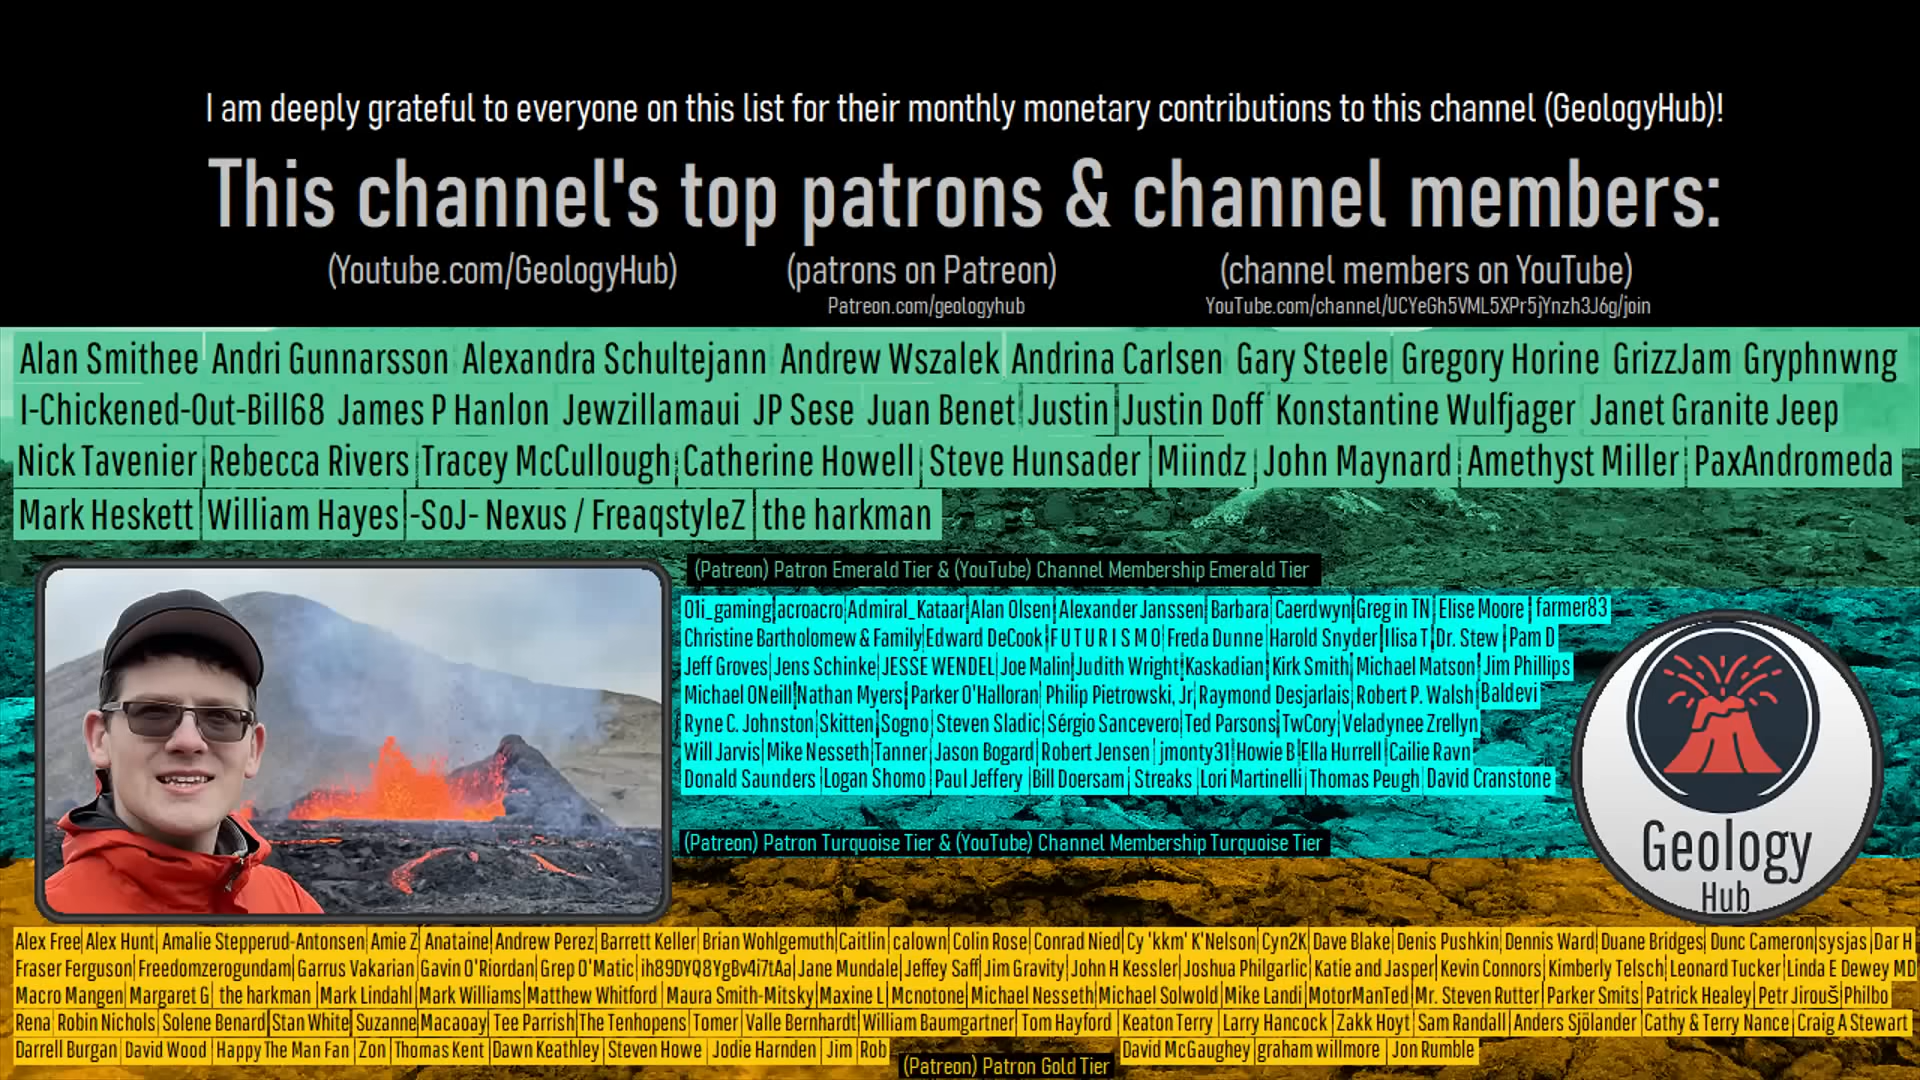 I am deeply grateful to everyone on this list for their monthly monetary contributions to this channel (GeologyHub)!
This channel's top patrons & channel members:
(Youtube.com/GeologyHub) (patrons on Patreon) (channel members on YouTube)
Patreon.com/geologyhub YouTube.com/channel/UCYeGh5VML5XPr5jYnzh3J6g/join
Alan Smithee Andri Gunnarsson Alexandra Schultejann Andrew Wszalek Andrina Carlsen Gary Steele Gregory Horine GrizzJam Gryphnwng
I-Chickened-Out-Bill68 James P Hanlon Jewzillamaui JP Sese Juan Benet Justin Justin Doff Konstantine Wulfjager Janet Granite Jeep
Nick Tavenier Rebecca Rivers Tracey McCullough Catherine Howell Steve Hunsader Miindz John Maynard Amethyst Miller PaxAndromeda
Mark Heskett William Hayes -SoJ- Nexus / FreaqstyleZ the harkman
(Patreon) Patron Emerald Tier & (YouTube) Channel Membership Emerald Tier
01i_gaming acroacro Admiral_Kataar Alan Olsen Alexander Janssen Barbara Caerdwyn Greg in TN Elise Moore farmer83
Christine Bartholomew & Family Edward DeCook F U T U R I S M O Freda Dunne Harold Snyder Ilisa T Dr. Stew Pam D
Jeff Groves Jens Schinke JESSE WENDEL Joe Malin Judith Wright Kaskadian Kirk Smith Michael Matson Jim Phillips
Michael ONeill Nathan Myers Parker O'Halloran Philip Pietrowski, Jr Raymond Desjarlais Robert P. Walsh Baldevi
Ryne C. Johnston Skitten Sogno Steven Sladic Sérgio Sancevero Ted Parsons TwCory Veladynee Zrellyn
Will Jarvis Mike Nesseth Tanner Jason Bogard Robert Jensen jmonty31 Howie B Ella Hurrell Cailie Ravn
Donald Saunders Logan Shomo Paul Jeffery Bill Doersam Streaks Lori Martinelli Thomas Peugh David Cranstone
(Patreon) Patron Turquoise Tier & (YouTube) Channel Membership Turquoise Tier
Geology
Hub
Alex Free Alex Hunt Amalie Stepperud-Antonsen Amie Z Anataine Andrew Perez Barrett Keller Brian Wohlgemuth Caitlin calown Colin Rose Conrad Nied Cy 'kkm' K'Nelson Cyn2K Dave Blake Denis Pushkin Dennis Ward Duane Bridges Dunc Cameron sysjas Dar H
Fraser Ferguson Freedomzerogundam Garrus Vakarian Gavin O'Riordan Grep O'Matic ih89DYQ8YgBv4i7tAa Jane Mundale Jeffey Saff Jim Gravity John H Kessler Joshua Philgarlic Katie and Jasper Kevin Connors Kimberly Telsch Leonard Tucker Linda E Dewey MD
Macro Mangen Margaret G the harkman Mark Lindahl Mark Williams Matthew Whitford Maura Smith-Mitsky Maxine L Mcnotone Michael Nesseth Michael Solwold Mike Landi MotorManTed Mr. Steven Rutter Parker Smits Patrick Healey Petr Jirouš Philbo
Rena Robin Nichols Solene Benard Stan White Suzanne Macaoay Tee Parrish The Tenhopens Tomer Valle Bernhardt William Baumgartner Tom Hayford Keaton Terry Larry Hancock Zakk Hoyt Sam Randall Anders Sjölander Cathy & Terry Nance Craig A Stewart
Darrell Burgan David Wood Happy The Man Fan Zon Thomas Kent Dawn Keathley Steven Howe Jodie Harnden Jim Rob David McGaughey graham willmore Jon Rumble
(Patreon) Patron Gold Tier